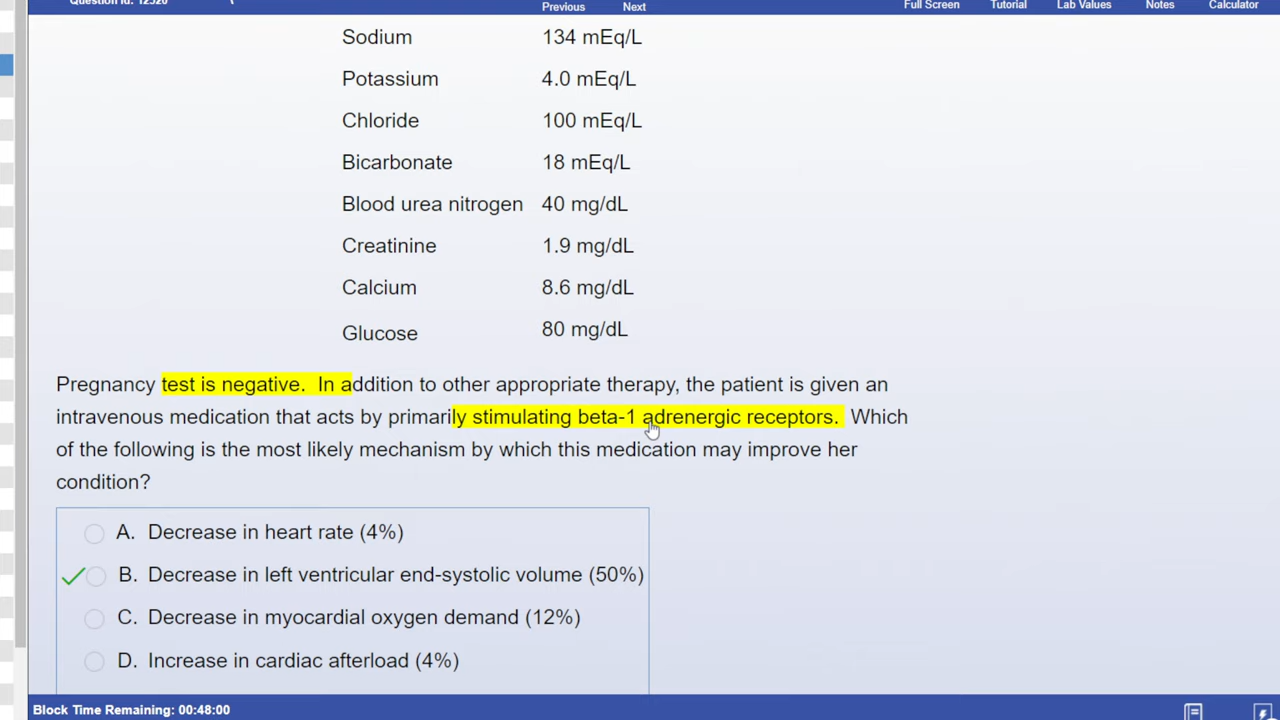 Question Id: 12520
Previous Next Full Screen Tutorial Lab Values Notes Calculator
Sodium 134 mEq/L
Potassium 4.0 mEq/L
Chloride 100 mEq/L
Bicarbonate 18 mEq/L
Blood urea nitrogen 40 mg/dL
Creatinine 1.9 mg/dL
Calcium 8.6 mg/dL
Glucose 80 mg/dL
Pregnancy test is negative. In addition to other appropriate therapy, the patient is given an
intravenous medication that acts by primarily stimulating beta-1 adrenergic receptors. Which
of the following is the most likely mechanism by which this medication may improve her
condition?
A. Decrease in heart rate (4%)
B. Decrease in left ventricular end-systolic volume (50%)
C. Decrease in myocardial oxygen demand (12%)
D. Increase in cardiac afterload (4%)
Block Time Remaining: 00:48:00